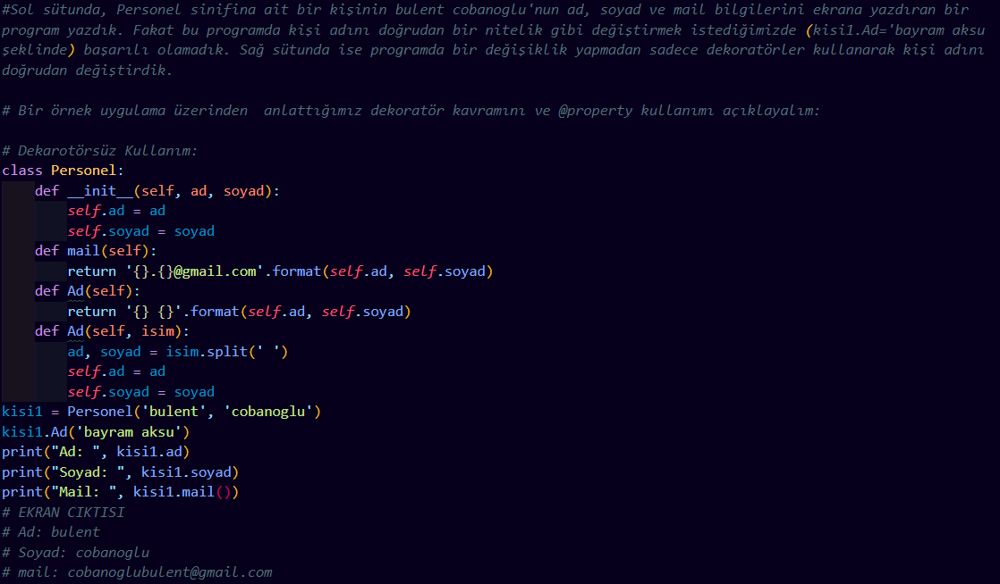 #Sol sütunda, Personel sinifina ait bir kişinin bulent cobanoglu'nun ad, soyad ve mail bilgilerini ekrana yazdıran bir
program yazdık. Fakat bu programda kişi adını doğrudan bir nitelik gibi değiştirmek istediğimizde (kisi1.Ad='bayram aksu
şeklinde) başarılı olamadık. Sağ sütunda ise programda bir değişiklik yapmadan sadece dekoratörler kullanarak kişi adını
doğrudan değiştirdik.
# Bir örnek uygulama üzerinden  anlattığımız dekoratör kavramını ve @property kullanımı açıklayalım:
# Dekarotörsüz Kullanım:
class Personel:
    def __init__(self, ad, soyad):
        self.ad = ad
        self.soyad = soyad
    def mail(self):
        return '{}.{}@gmail.com'.format(self.ad, self.soyad)
    def Ad(self):
        return '{} {}'.format(self.ad, self.soyad)
    def Ad(self, isim):
        ad, soyad = isim.split(' ')
        self.ad = ad
        self.soyad = soyad
kisi1 = Personel('bulent', 'cobanoglu')
kisi1.Ad('bayram aksu')
print("Ad: ", kisi1.ad)
print("Soyad: ", kisi1.soyad)
print("Mail: ", kisi1.mail())
# EKRAN CIKTISI
# Ad: bulent
# Soyad: cobanoglu
# mail: cobanoglubulent@gmail.com